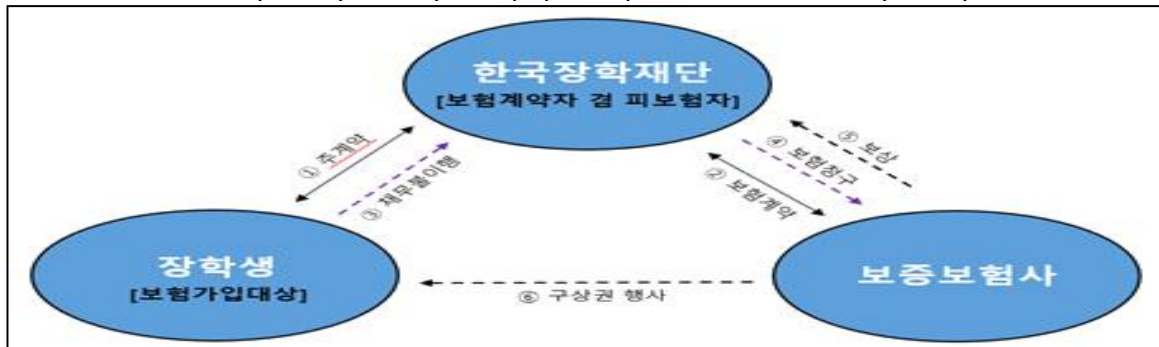 한국장학재단
[보험계약자 겸 피보험자]
① 주계약
③ 채무불이행
⑤ 보상
④ 보험청구
② 보험계약
장학생
[보험가입대상]
보증보험사
⑥ 구상권 행사